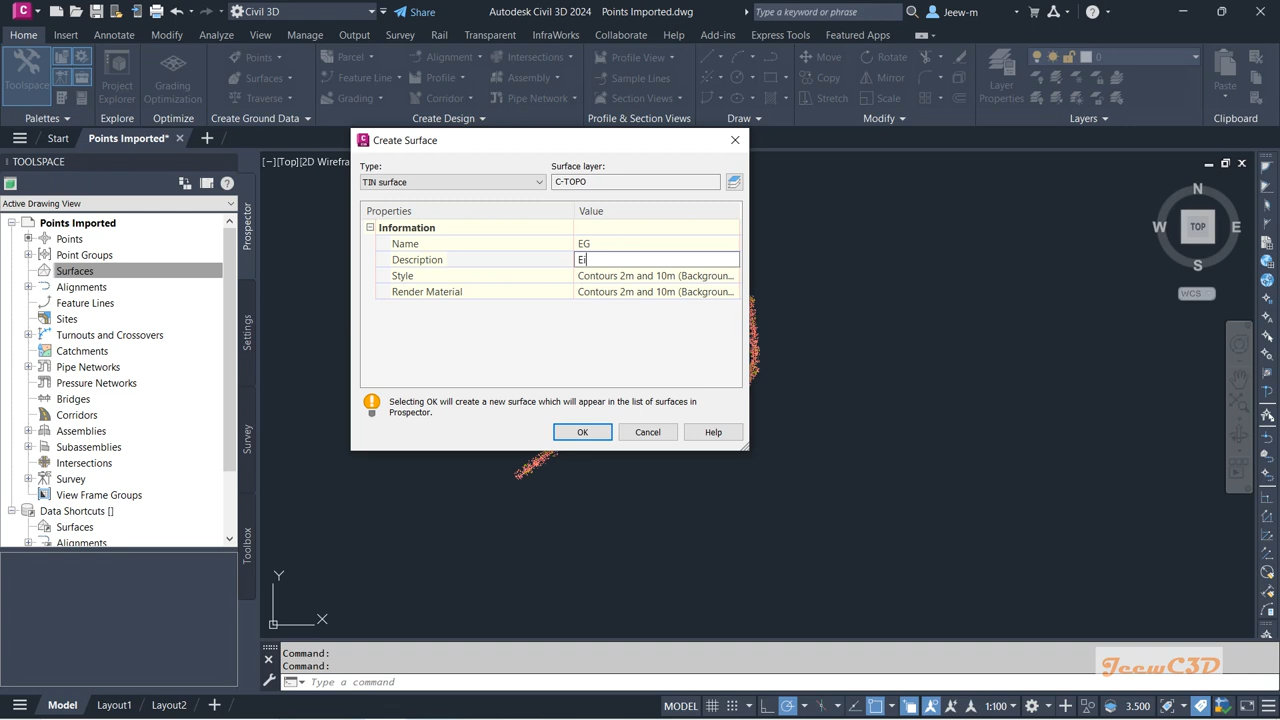 Civil 3D
Share
Autodesk Civil 3D 2024 Points Imported.dwg
Type a keyword or phrase
Jeew-m
Home Insert Annotate Modify Analyze View Manage Output Survey Rail Transparent InfraWorks Collaborate Help Add-ins Express Tools Featured Apps
Toolspace
Project Explorer
Grading Optimization
Points
Surfaces
Traverse
Parcel
Feature Line
Grading
Alignment
Profile
Corridor
Intersections
Assembly
Pipe Network
Profile View
Sample Lines
Section Views
Move
Copy
Stretch
Rotate
Mirror
Scale
Layer Properties
0
Paste
Palettes Explore Optimize Create Ground Data Create Design Profile & Section Views Draw Modify Layers Clipboard
Start Points Imported*
TOOLSPACE
Active Drawing View
Points Imported
Points
Point Groups
Surfaces
Alignments
Feature Lines
Sites
Turnouts and Crossovers
Catchments
Pipe Networks
Pressure Networks
Bridges
Corridors
Assemblies
Subassemblies
Intersections
Survey
View Frame Groups
Data Shortcuts []
Surfaces
Alignments
Prospector
Settings
Survey
Toolbox
[−][Top][2D Wirefra
Create Surface
Type:
TIN surface
Surface layer:
C-TOPO
Properties Value
Information
Name EG
Description Ei
Style Contours 2m and 10m (Backgroun...
Render Material Contours 2m and 10m (Backgroun...
Selecting OK will create a new surface which will appear in the list of surfaces in
Prospector.
OK Cancel Help
N
W TOP E
S
WCS
Y
X
Command:
Command:
Type a command
JeewC3D
Model Layout1 Layout2
MODEL
1:100
3.500